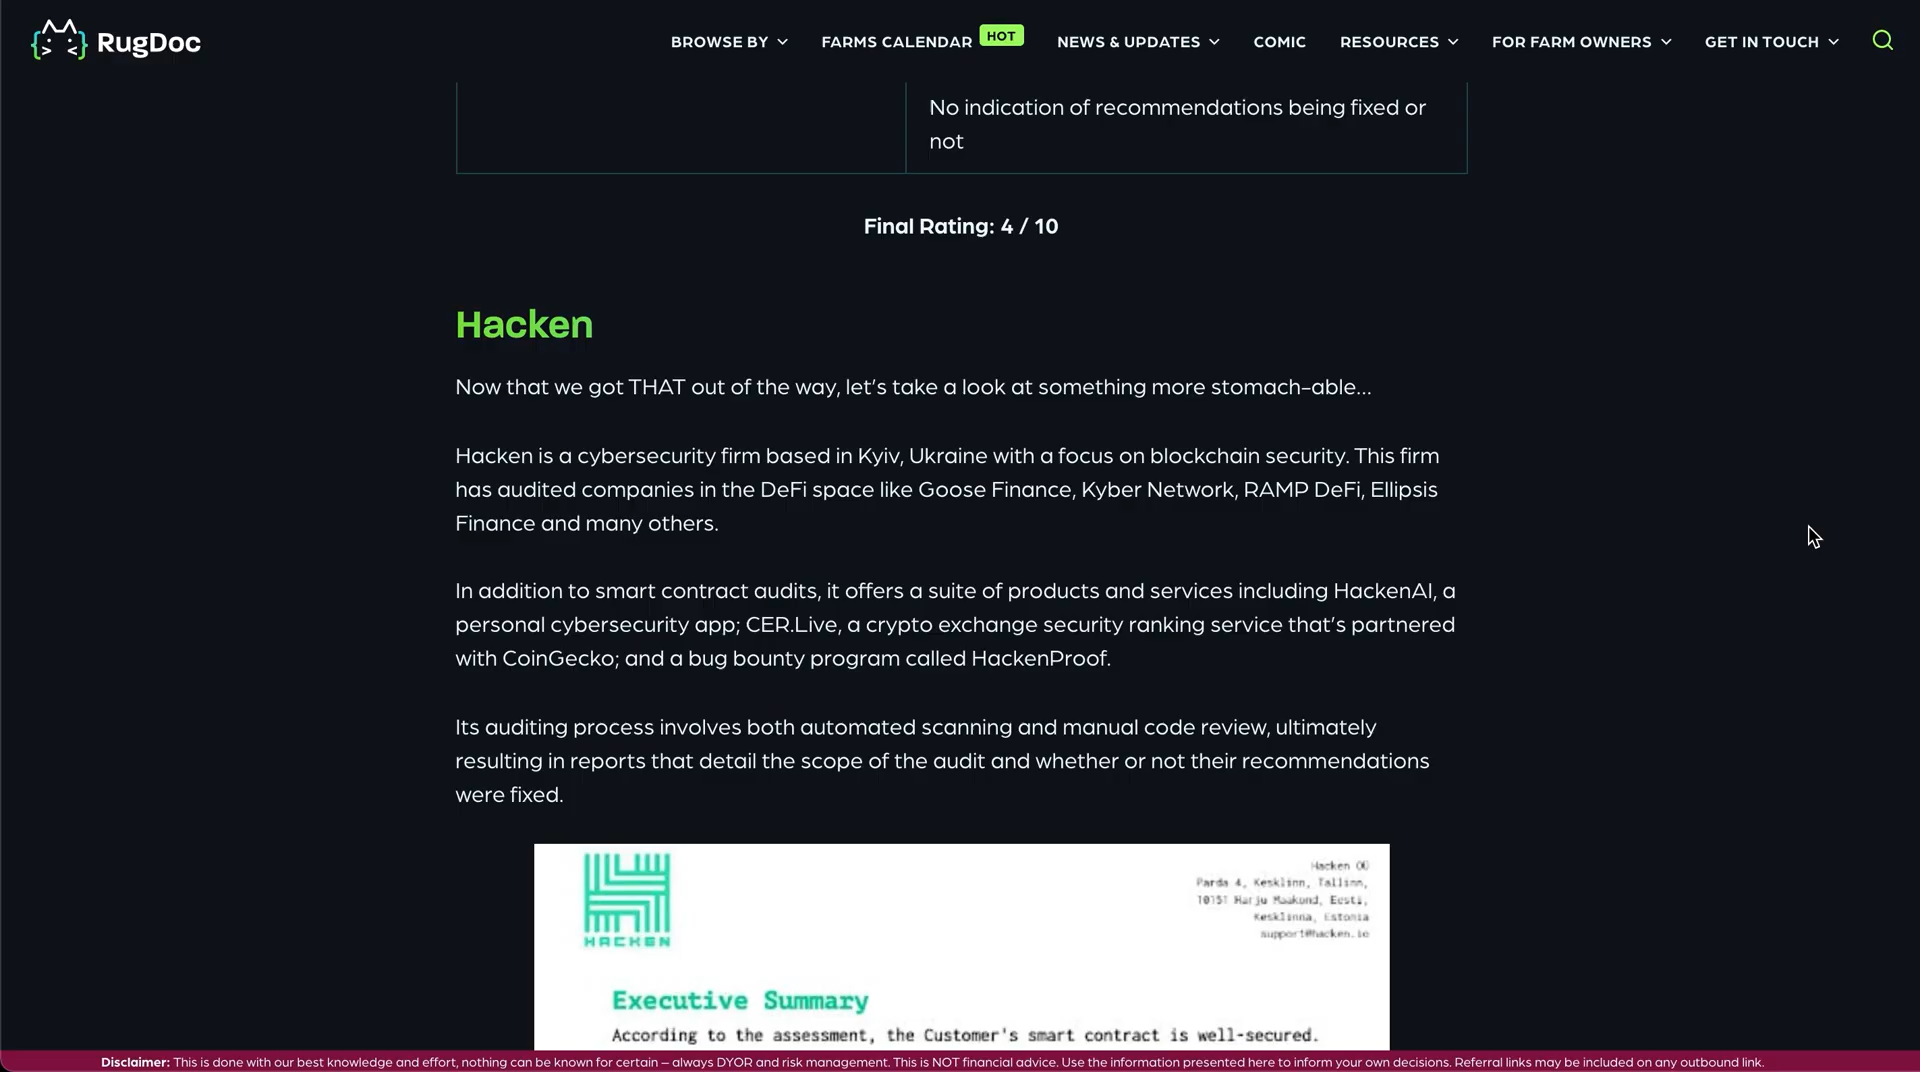 RugDoc
BROWSE BY
FARMS CALENDAR HOT
NEWS & UPDATES
COMIC
RESOURCES
FOR FARM OWNERS
GET IN TOUCH
No indication of recommendations being fixed or
not
Final Rating: 4 / 10
Hacken
Now that we got THAT out of the way, let’s take a look at something more stomach-able…
Hacken is a cybersecurity firm based in Kyiv, Ukraine with a focus on blockchain security. This firm
has audited companies in the DeFi space like Goose Finance, Kyber Network, RAMP DeFi, Ellipsis
Finance and many others.
In addition to smart contract audits, it offers a suite of products and services including HackenAI, a
personal cybersecurity app; CER.Live, a crypto exchange security ranking service that’s partnered
with CoinGecko; and a bug bounty program called HackenProof.
Its auditing process involves both automated scanning and manual code review, ultimately
resulting in reports that detail the scope of the audit and whether or not their recommendations
were fixed.
HACKEN
Hacken OÜ
Parda 4, Kesklinn, Tallinn,
10151 Harju Maakond, Eesti,
Kesklinna, Estonia
support@hacken.io
Executive Summary
According to the assessment, the Customer's smart contract is well-secured.
Disclaimer: This is done with our best knowledge and effort, nothing can be known for certain – always DYOR and risk management. This is NOT financial advice. Use the information presented here to inform your own decisions. Referral links may be included on any outbound link.